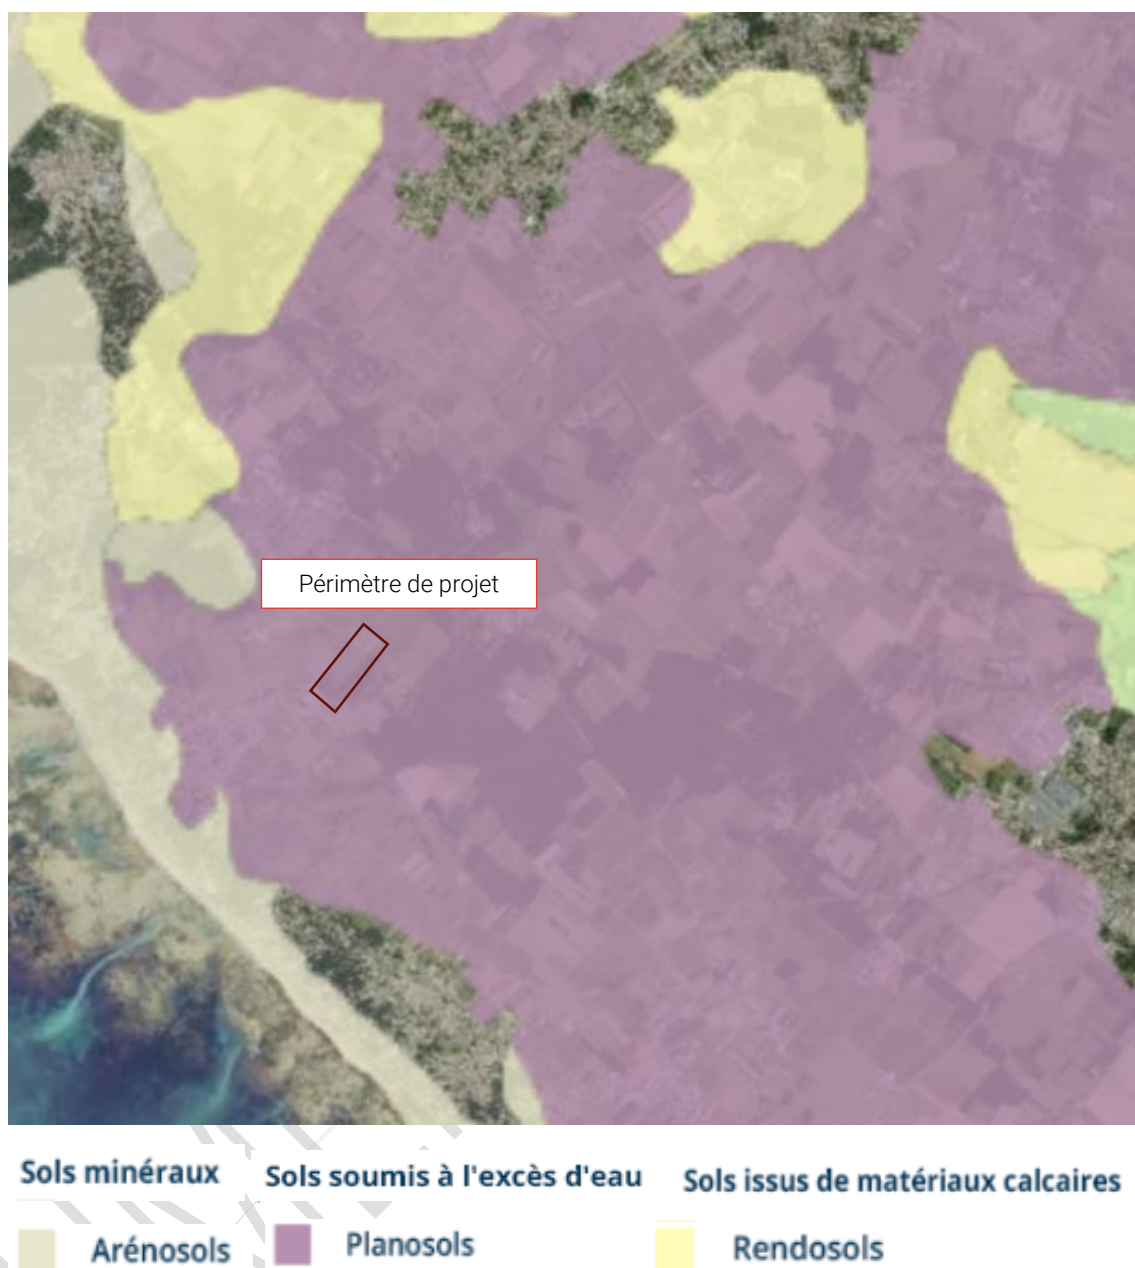 Périmètre de projet
Sols minéraux
Sols soumis à l'excès d'eau
Sols issus de matériaux calcaires
Arénosols
Planosols
Rendosols